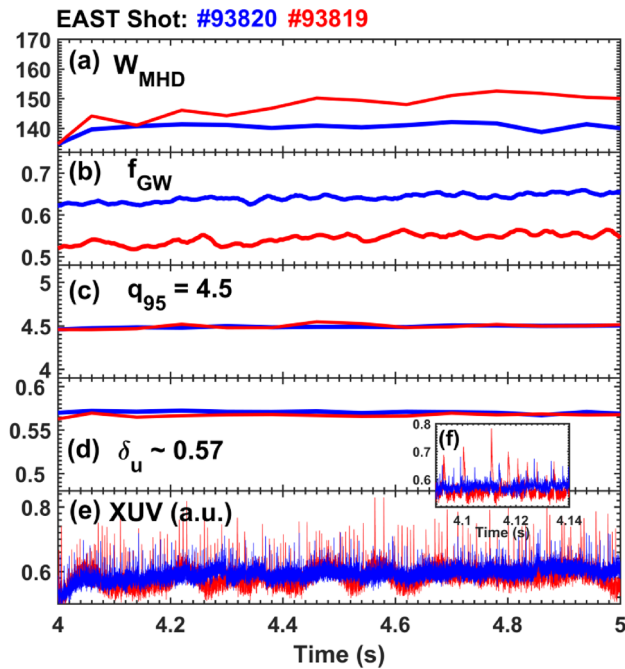 EAST Shot: #93820 #93819
(a) W_MHD
170
160
150
140
(b) f_GW
0.7
0.6
0.5
(c) q_95 = 4.5
5
4.5
4
(d) δ_u ~ 0.57
0.6
0.55
0.5
(f)
0.8
0.7
0.6
4.1 4.12 4.14
Time (s)
(e) XUV (a.u.)
0.8
0.6
4 4.2 4.4 4.6 4.8 5
Time (s)